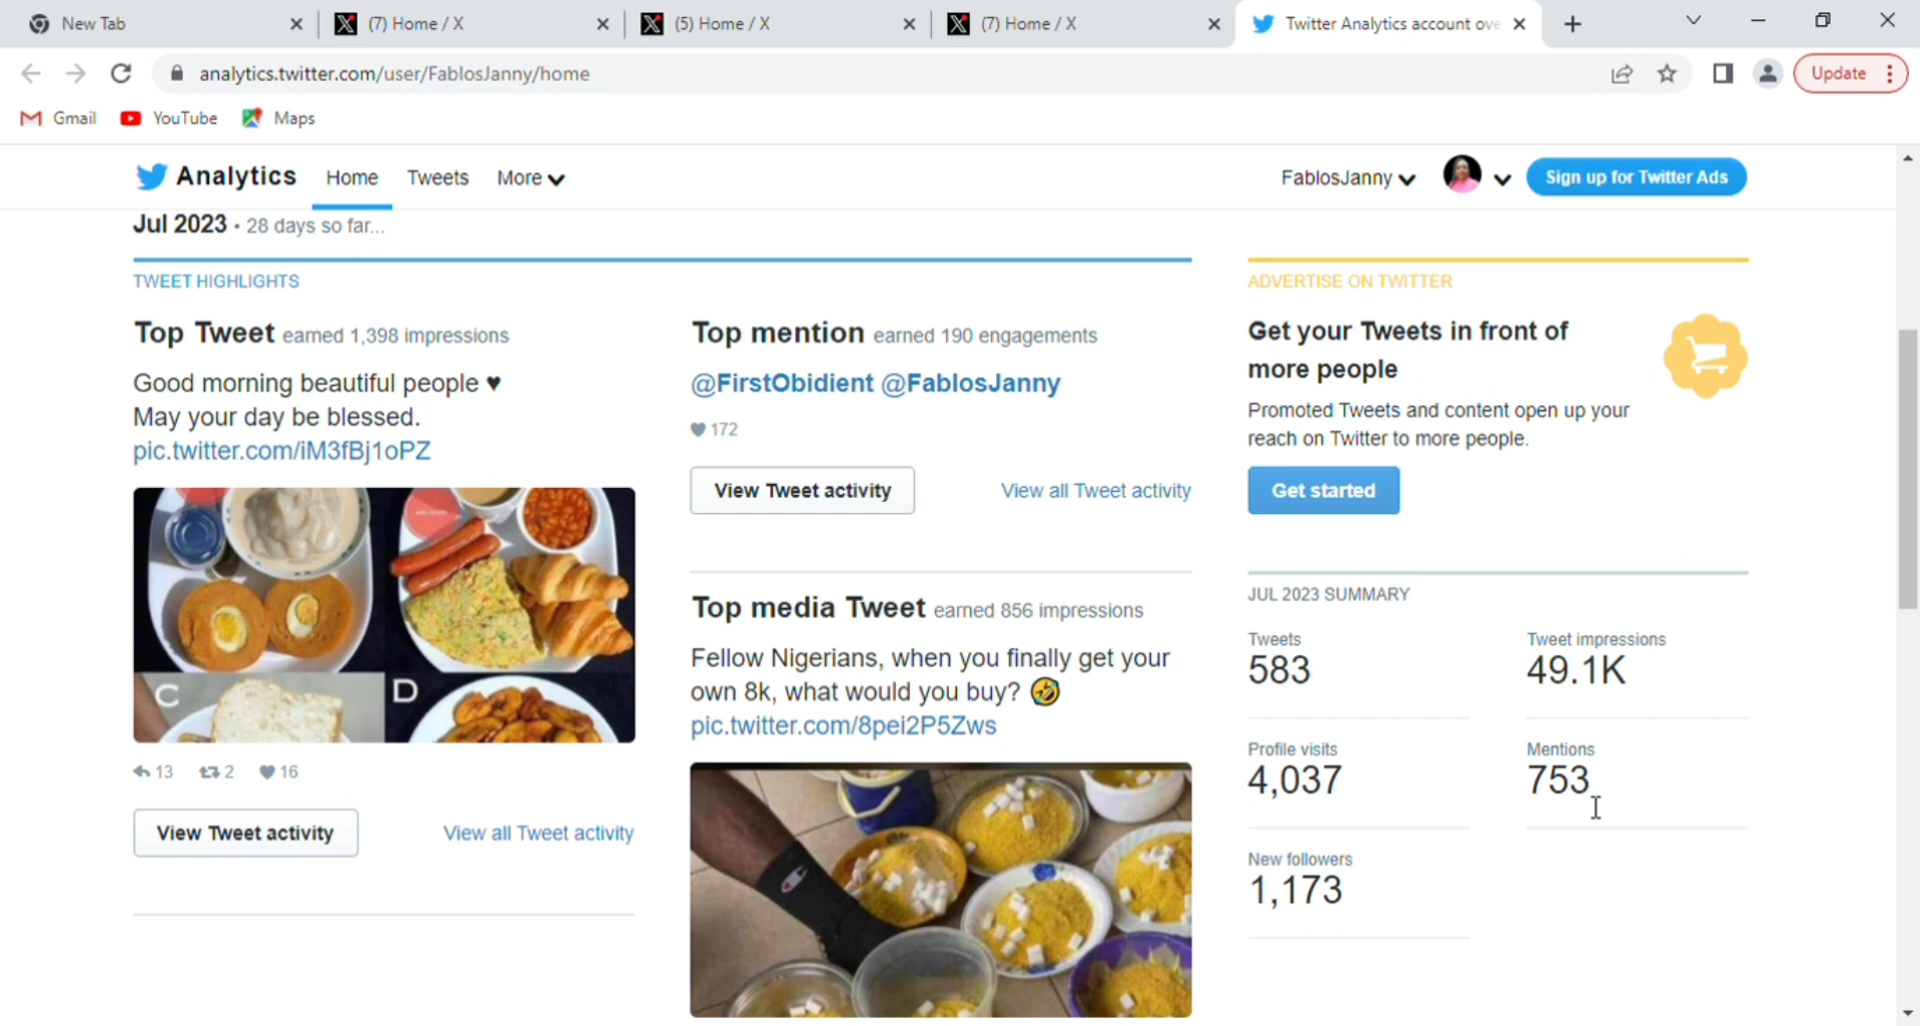 New Tab
(7) Home / X
(5) Home / X
(7) Home / X
Twitter Analytics account ove
analytics.twitter.com/user/FablosJanny/home
Update
Gmail
YouTube
Maps
Analytics
Home
Tweets
More
FablosJanny
Sign up for Twitter Ads
Jul 2023 • 28 days so far...
TWEET HIGHLIGHTS
Top Tweet earned 1,398 impressions
Good morning beautiful people ♥
May your day be blessed.
pic.twitter.com/iM3fBj1oPZ
C
D
13
2
16
View Tweet activity
View all Tweet activity
Top mention earned 190 engagements
@FirstObidient @FablosJanny
172
View Tweet activity
View all Tweet activity
Top media Tweet earned 856 impressions
Fellow Nigerians, when you finally get your
own 8k, what would you buy? 🤣
pic.twitter.com/8pei2P5Zws
ADVERTISE ON TWITTER
Get your Tweets in front of
more people
Promoted Tweets and content open up your
reach on Twitter to more people.
Get started
JUL 2023 SUMMARY
Tweets
583
Tweet impressions
49.1K
Profile visits
4,037
Mentions
753
New followers
1,173